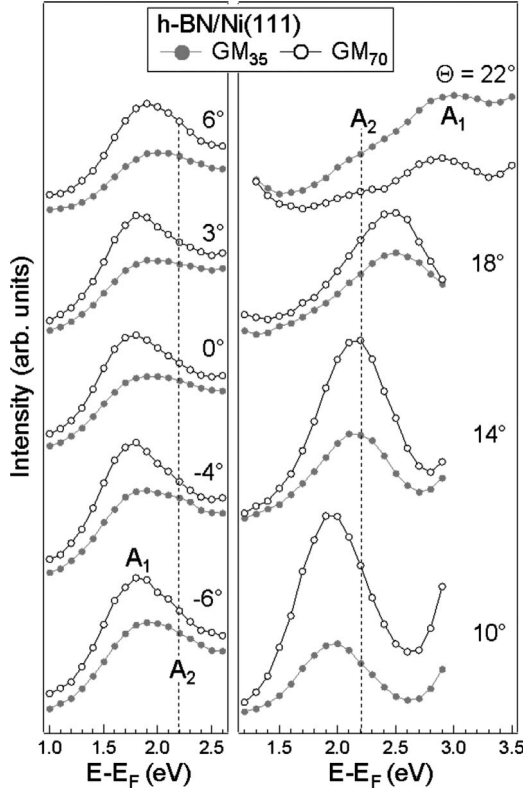 h-BN/Ni(111)
GM35 GM70
Θ = 22°
A2 A1
6°
3°
18°
0°
14°
-4°
A1
-6°
10°
A2
Intensity (arb. units)
1.0 1.5 2.0 2.5 1.5 2.0 2.5 3.0 3.5
E-EF (eV) E-EF (eV)